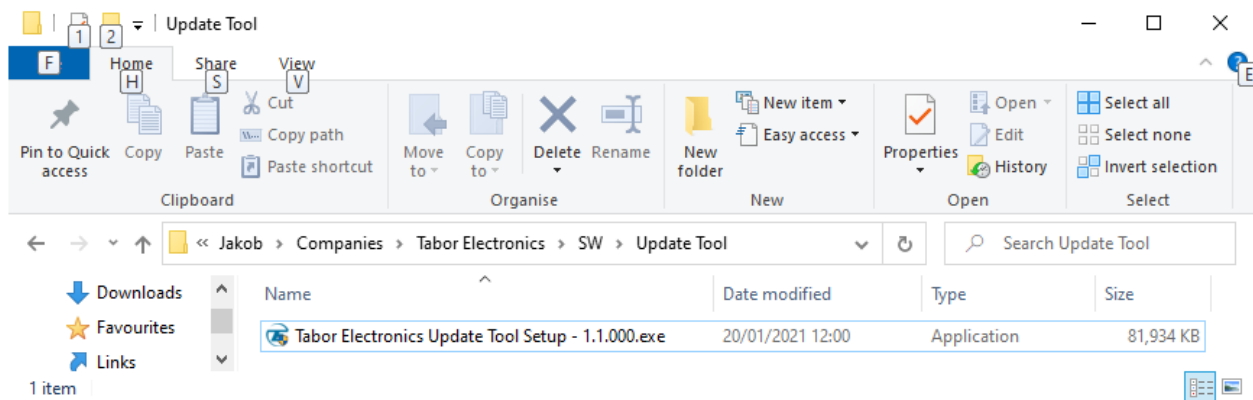 Update Tool
1
2
F
Home
Share
View
H
S
V
E
Pin to Quick access
Copy
Paste
Cut
Copy path
Paste shortcut
Clipboard
Move to
Copy to
Delete
Rename
Organise
New folder
New item
Easy access
New
Properties
Open
Edit
History
Open
Select all
Select none
Invert selection
Select
« Jakob > Companies > Tabor Electronics > SW > Update Tool
Search Update Tool
Downloads
Favourites
Links
Name Date modified Type Size
Tabor Electronics Update Tool Setup - 1.1.000.exe 20/01/2021 12:00 Application 81,934 KB
1 item